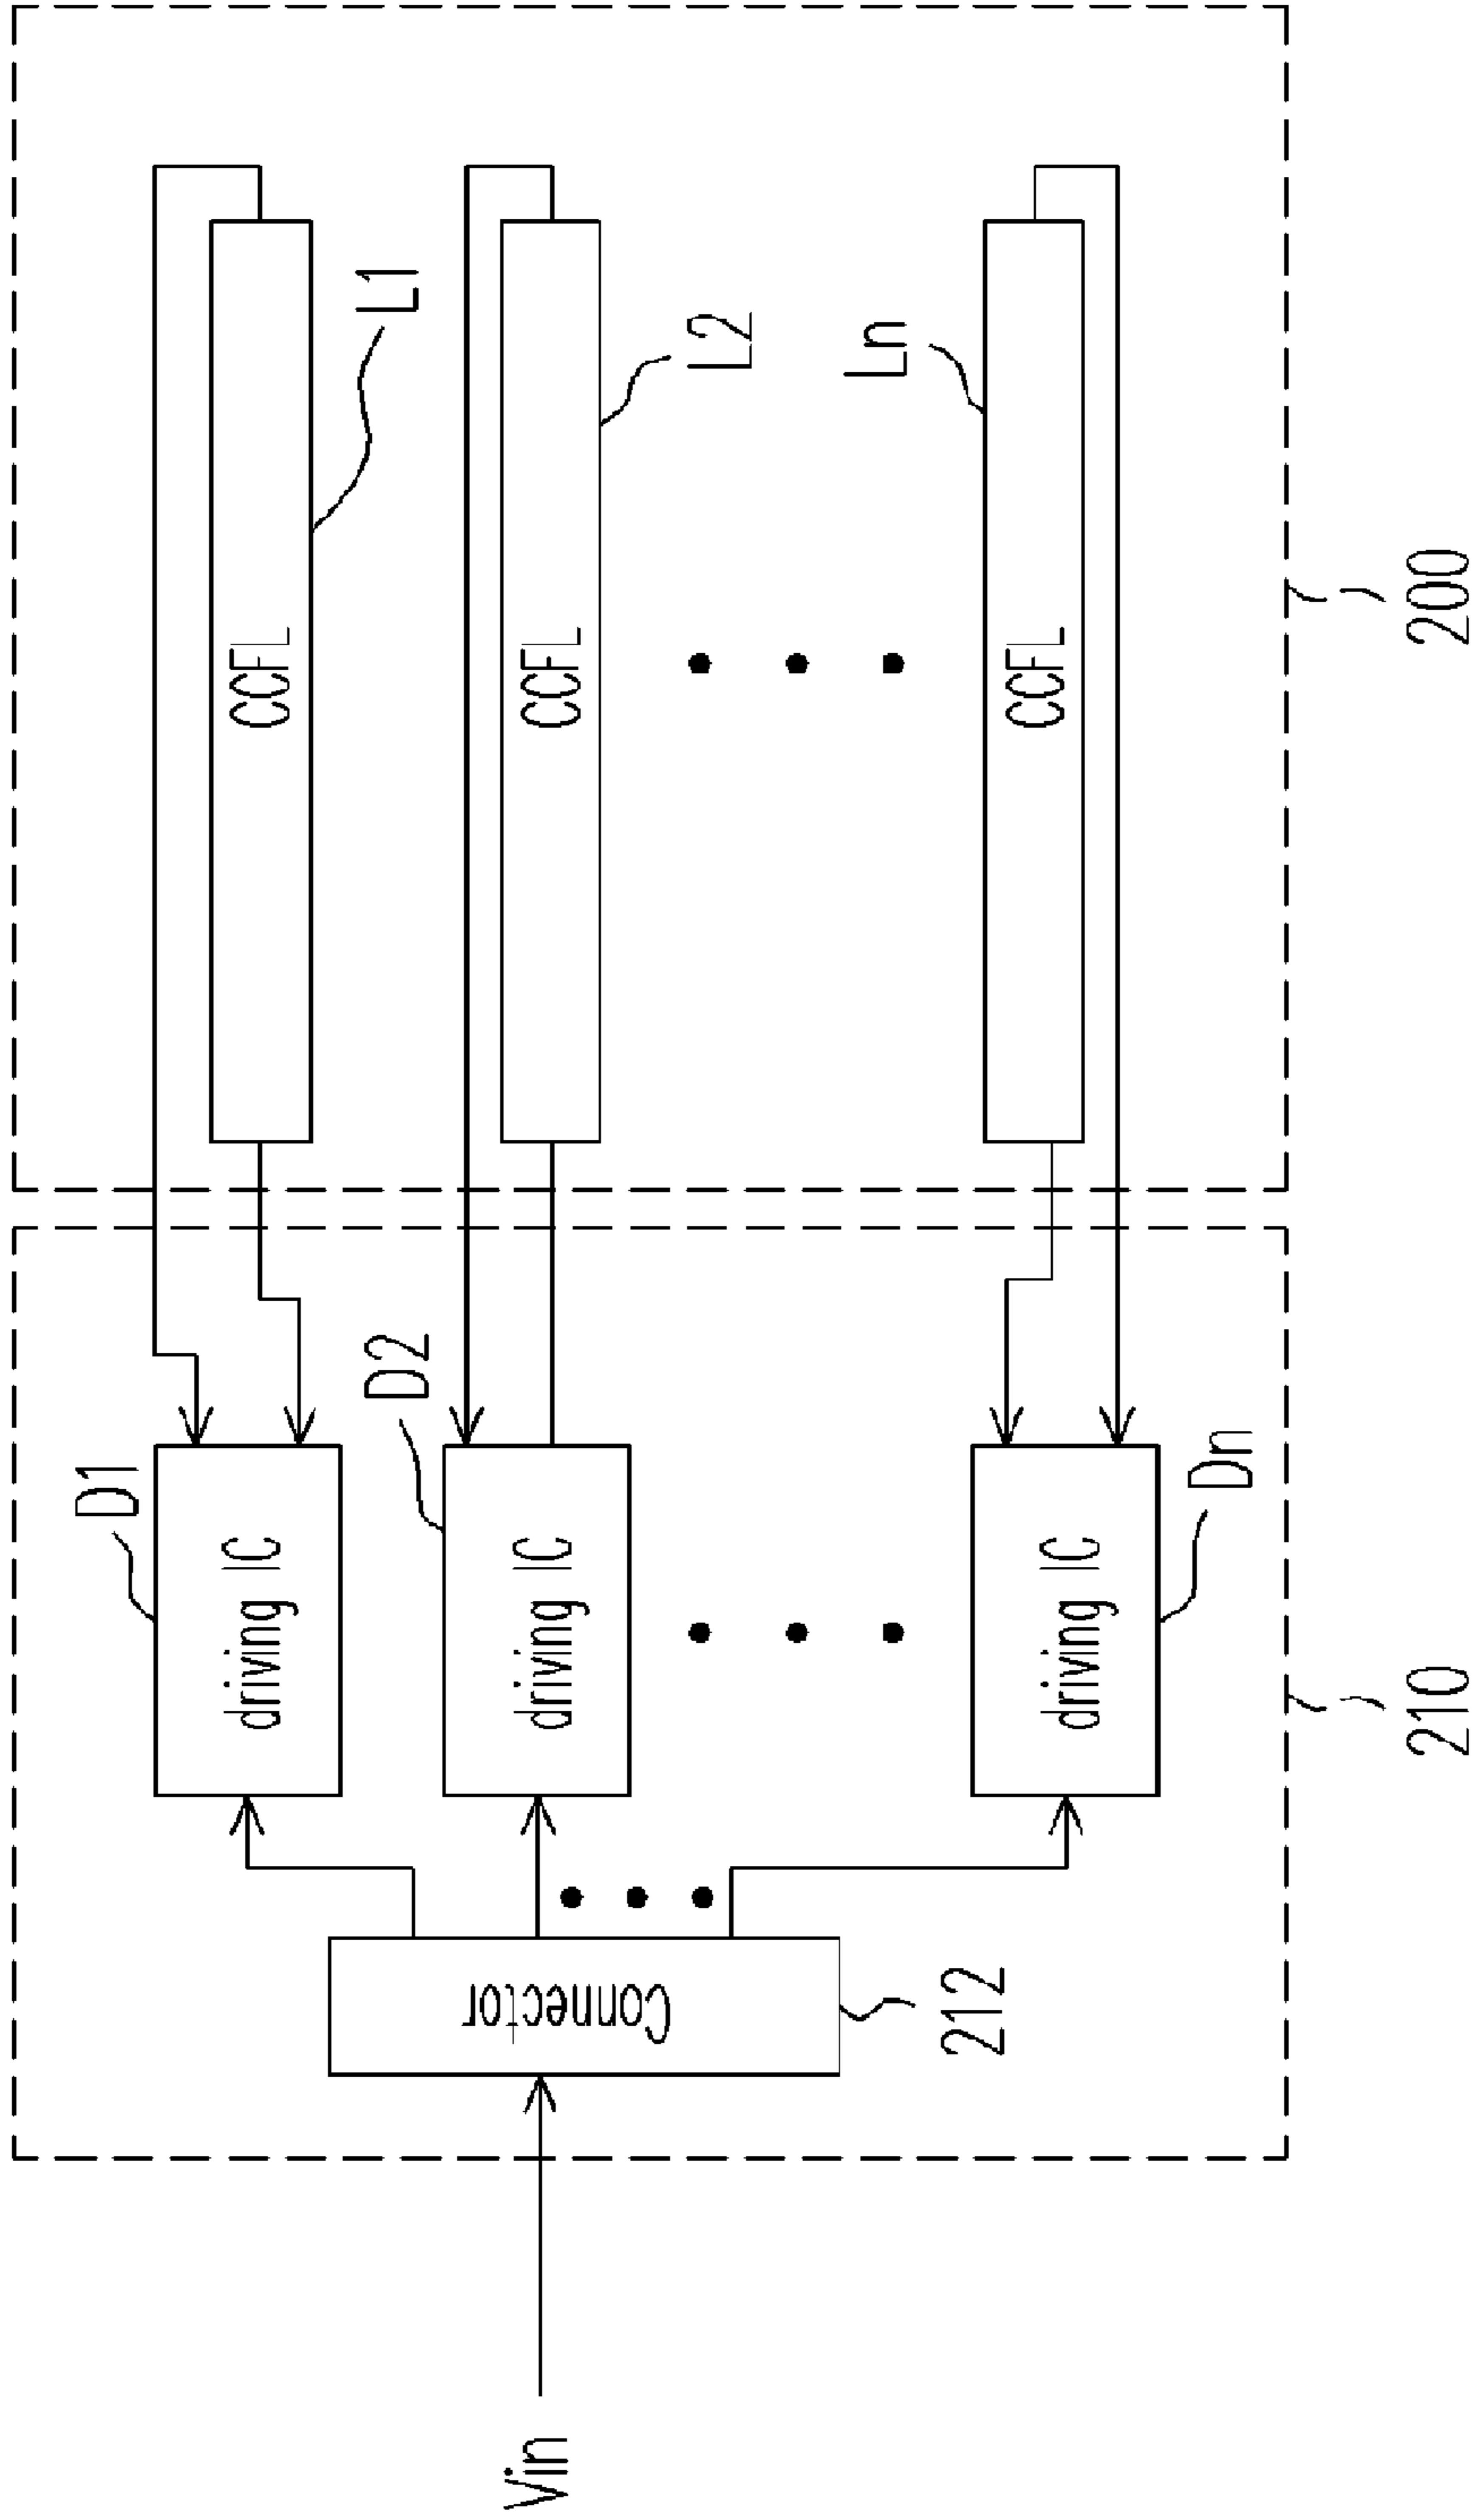 Vin
Connector
212
driving IC
D1
driving IC
D2
driving IC
Dn
210
CCFL
L1
CCFL
L2
CCFL
Ln
200